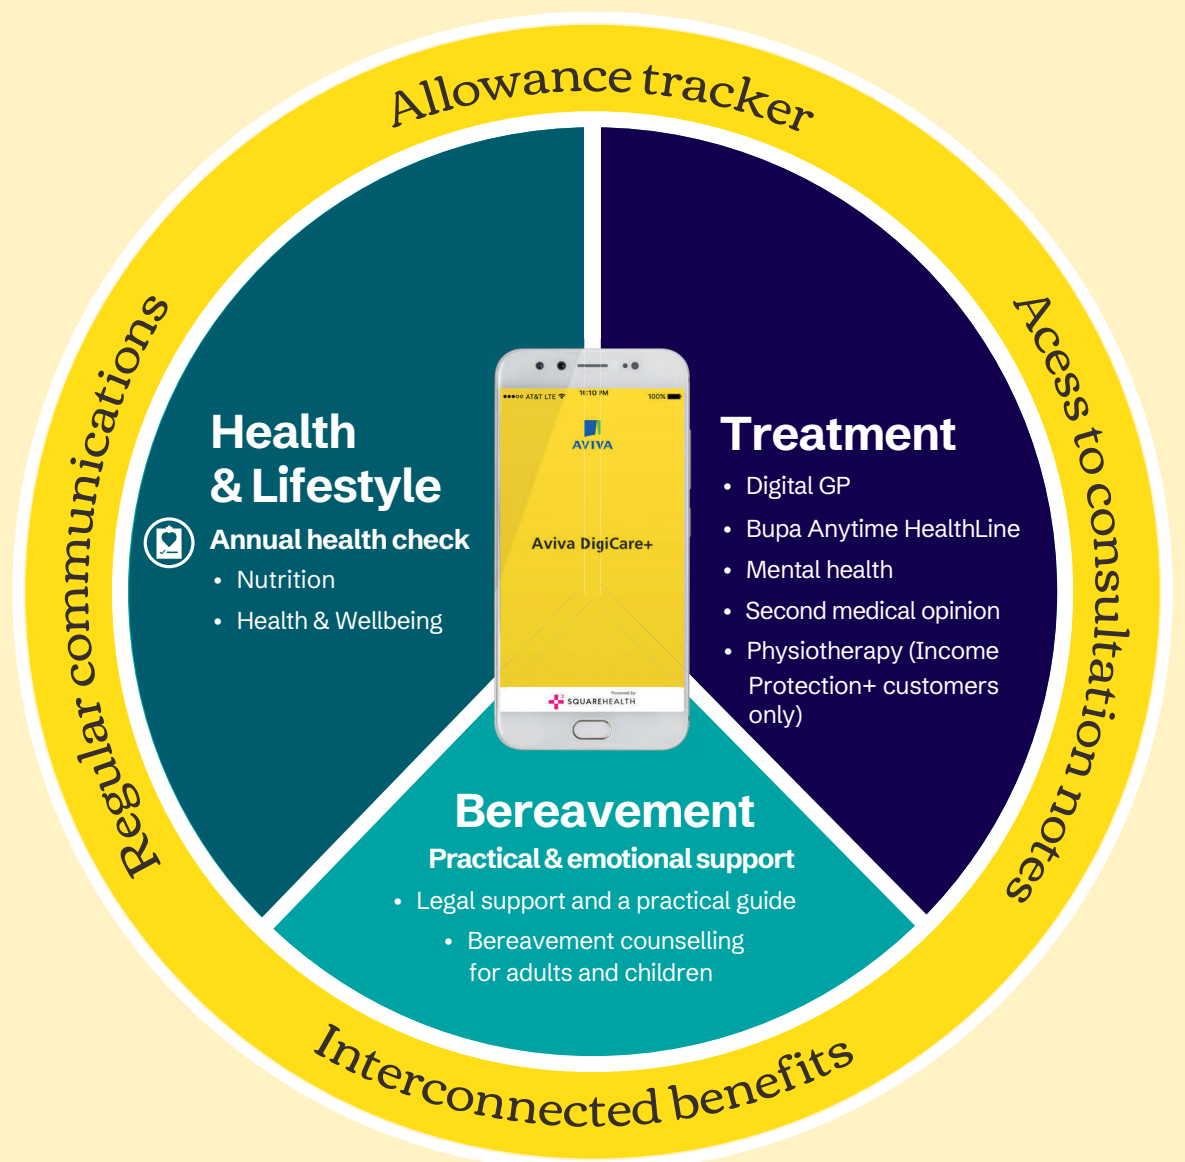 Allowance tracker
Regular communications
Acess to consultation notes
Health
& Lifestyle
Annual health check
• Nutrition
• Health & Wellbeing
AT&T LTE 10:10 PM 100%
AVIVA
Aviva DigiCare+
Powered by
SQUAREHEALTH
Treatment
• Digital GP
• Bupa Anytime HealthLine
• Mental health
• Second medical opinion
• Physiotherapy (Income
Protection+ customers
only)
Bereavement
Practical & emotional support
• Legal support and a practical guide
• Bereavement counselling
for adults and children
Interconnected benefits